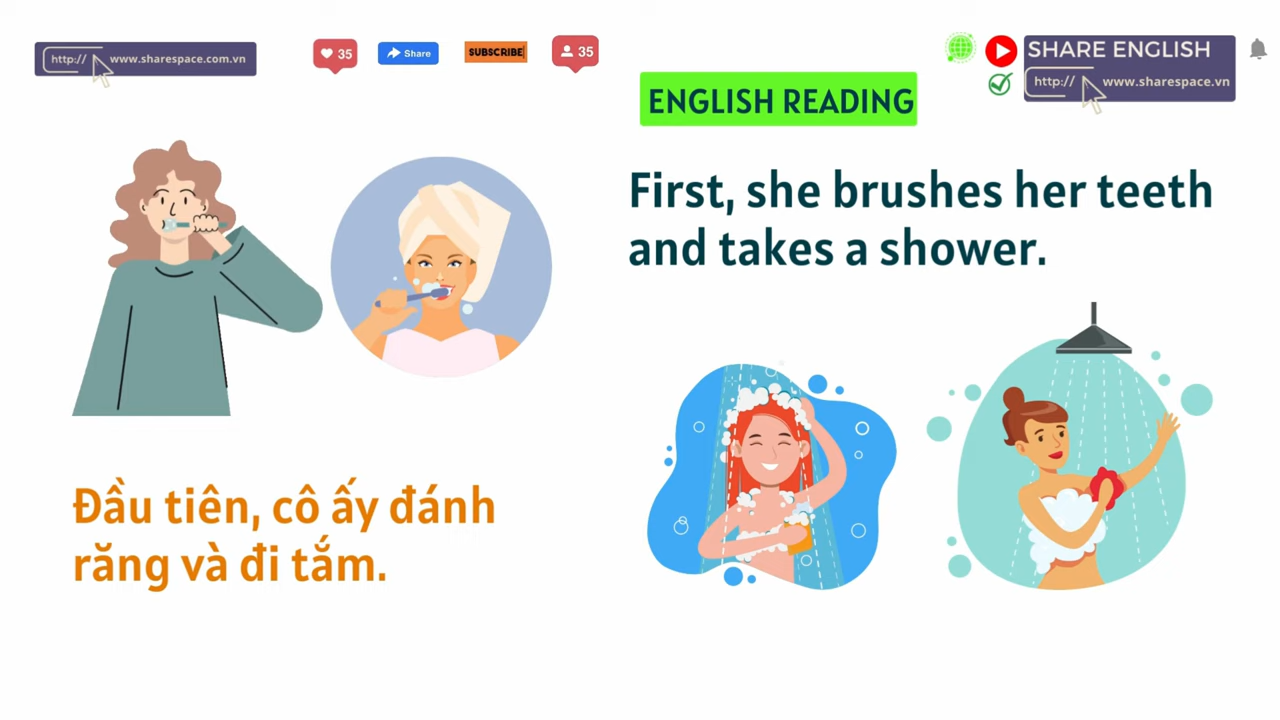 http://
www.sharespace.com.vn
35
Share
SUBSCRIBE
35
SHARE ENGLISH
http://
www.sharespace.vn
ENGLISH READING
First, she brushes her teeth
and takes a shower.
Đầu tiên, cô ấy đánh
răng và đi tắm.